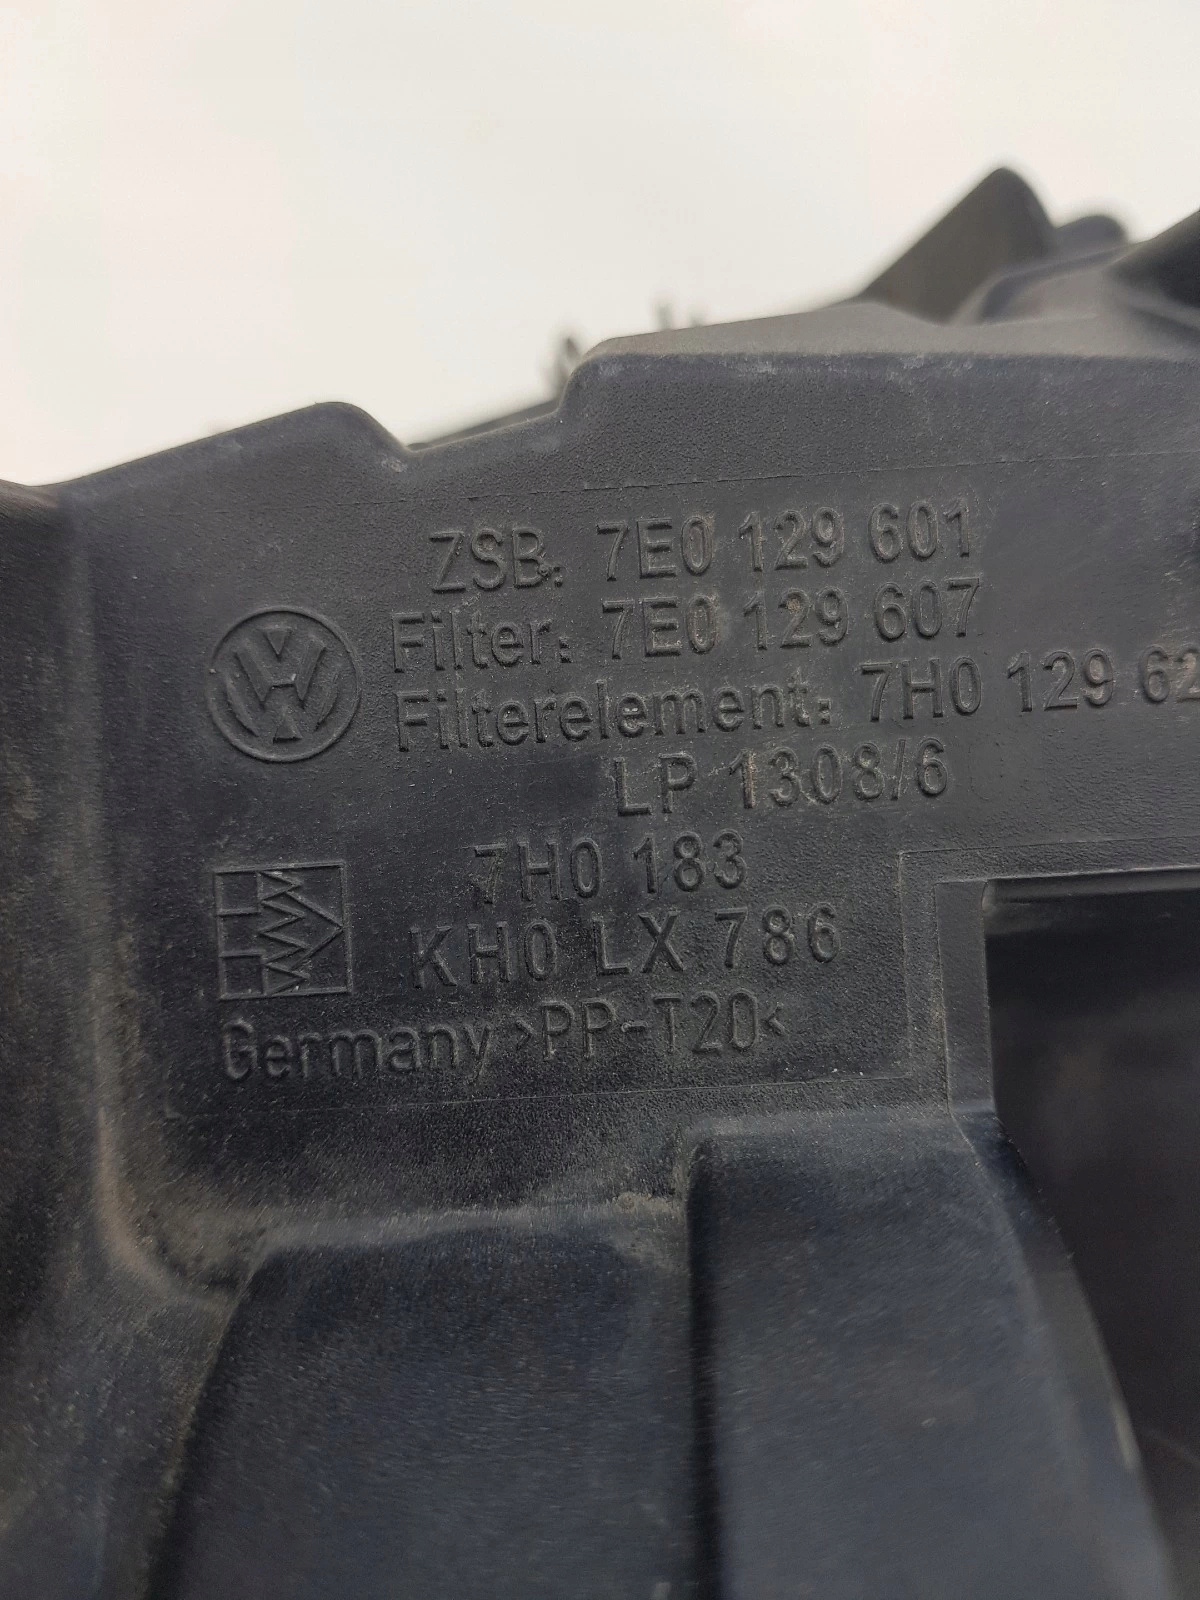 ZSB: 7E0 129 601
Filter: 7E0 129 607
Filterelement: 7H0 129 62
LP 1308/6
7H0 183
KH0 LX 786
Germany >PP-T20<